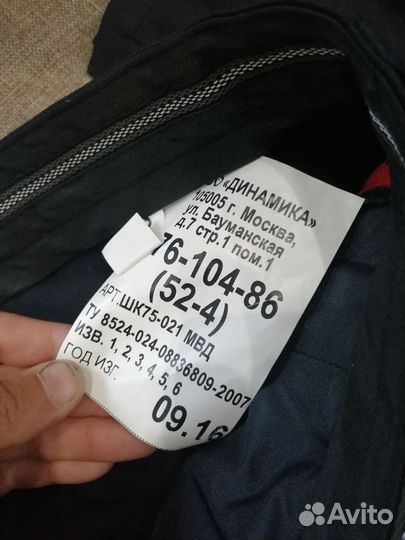 «ДИНАМИКА»
105005 г. Москва,
ул. Бауманская
д.7 стр.1 пом.1
76-104-86
(52-4)
АРТ.ШК75-021 МВД
ТУ 8524-024-08836809-2007
ИЗВ. 1, 2, 3, 4, 5, 6
ГОД ИЗГ.
09.16
Avito